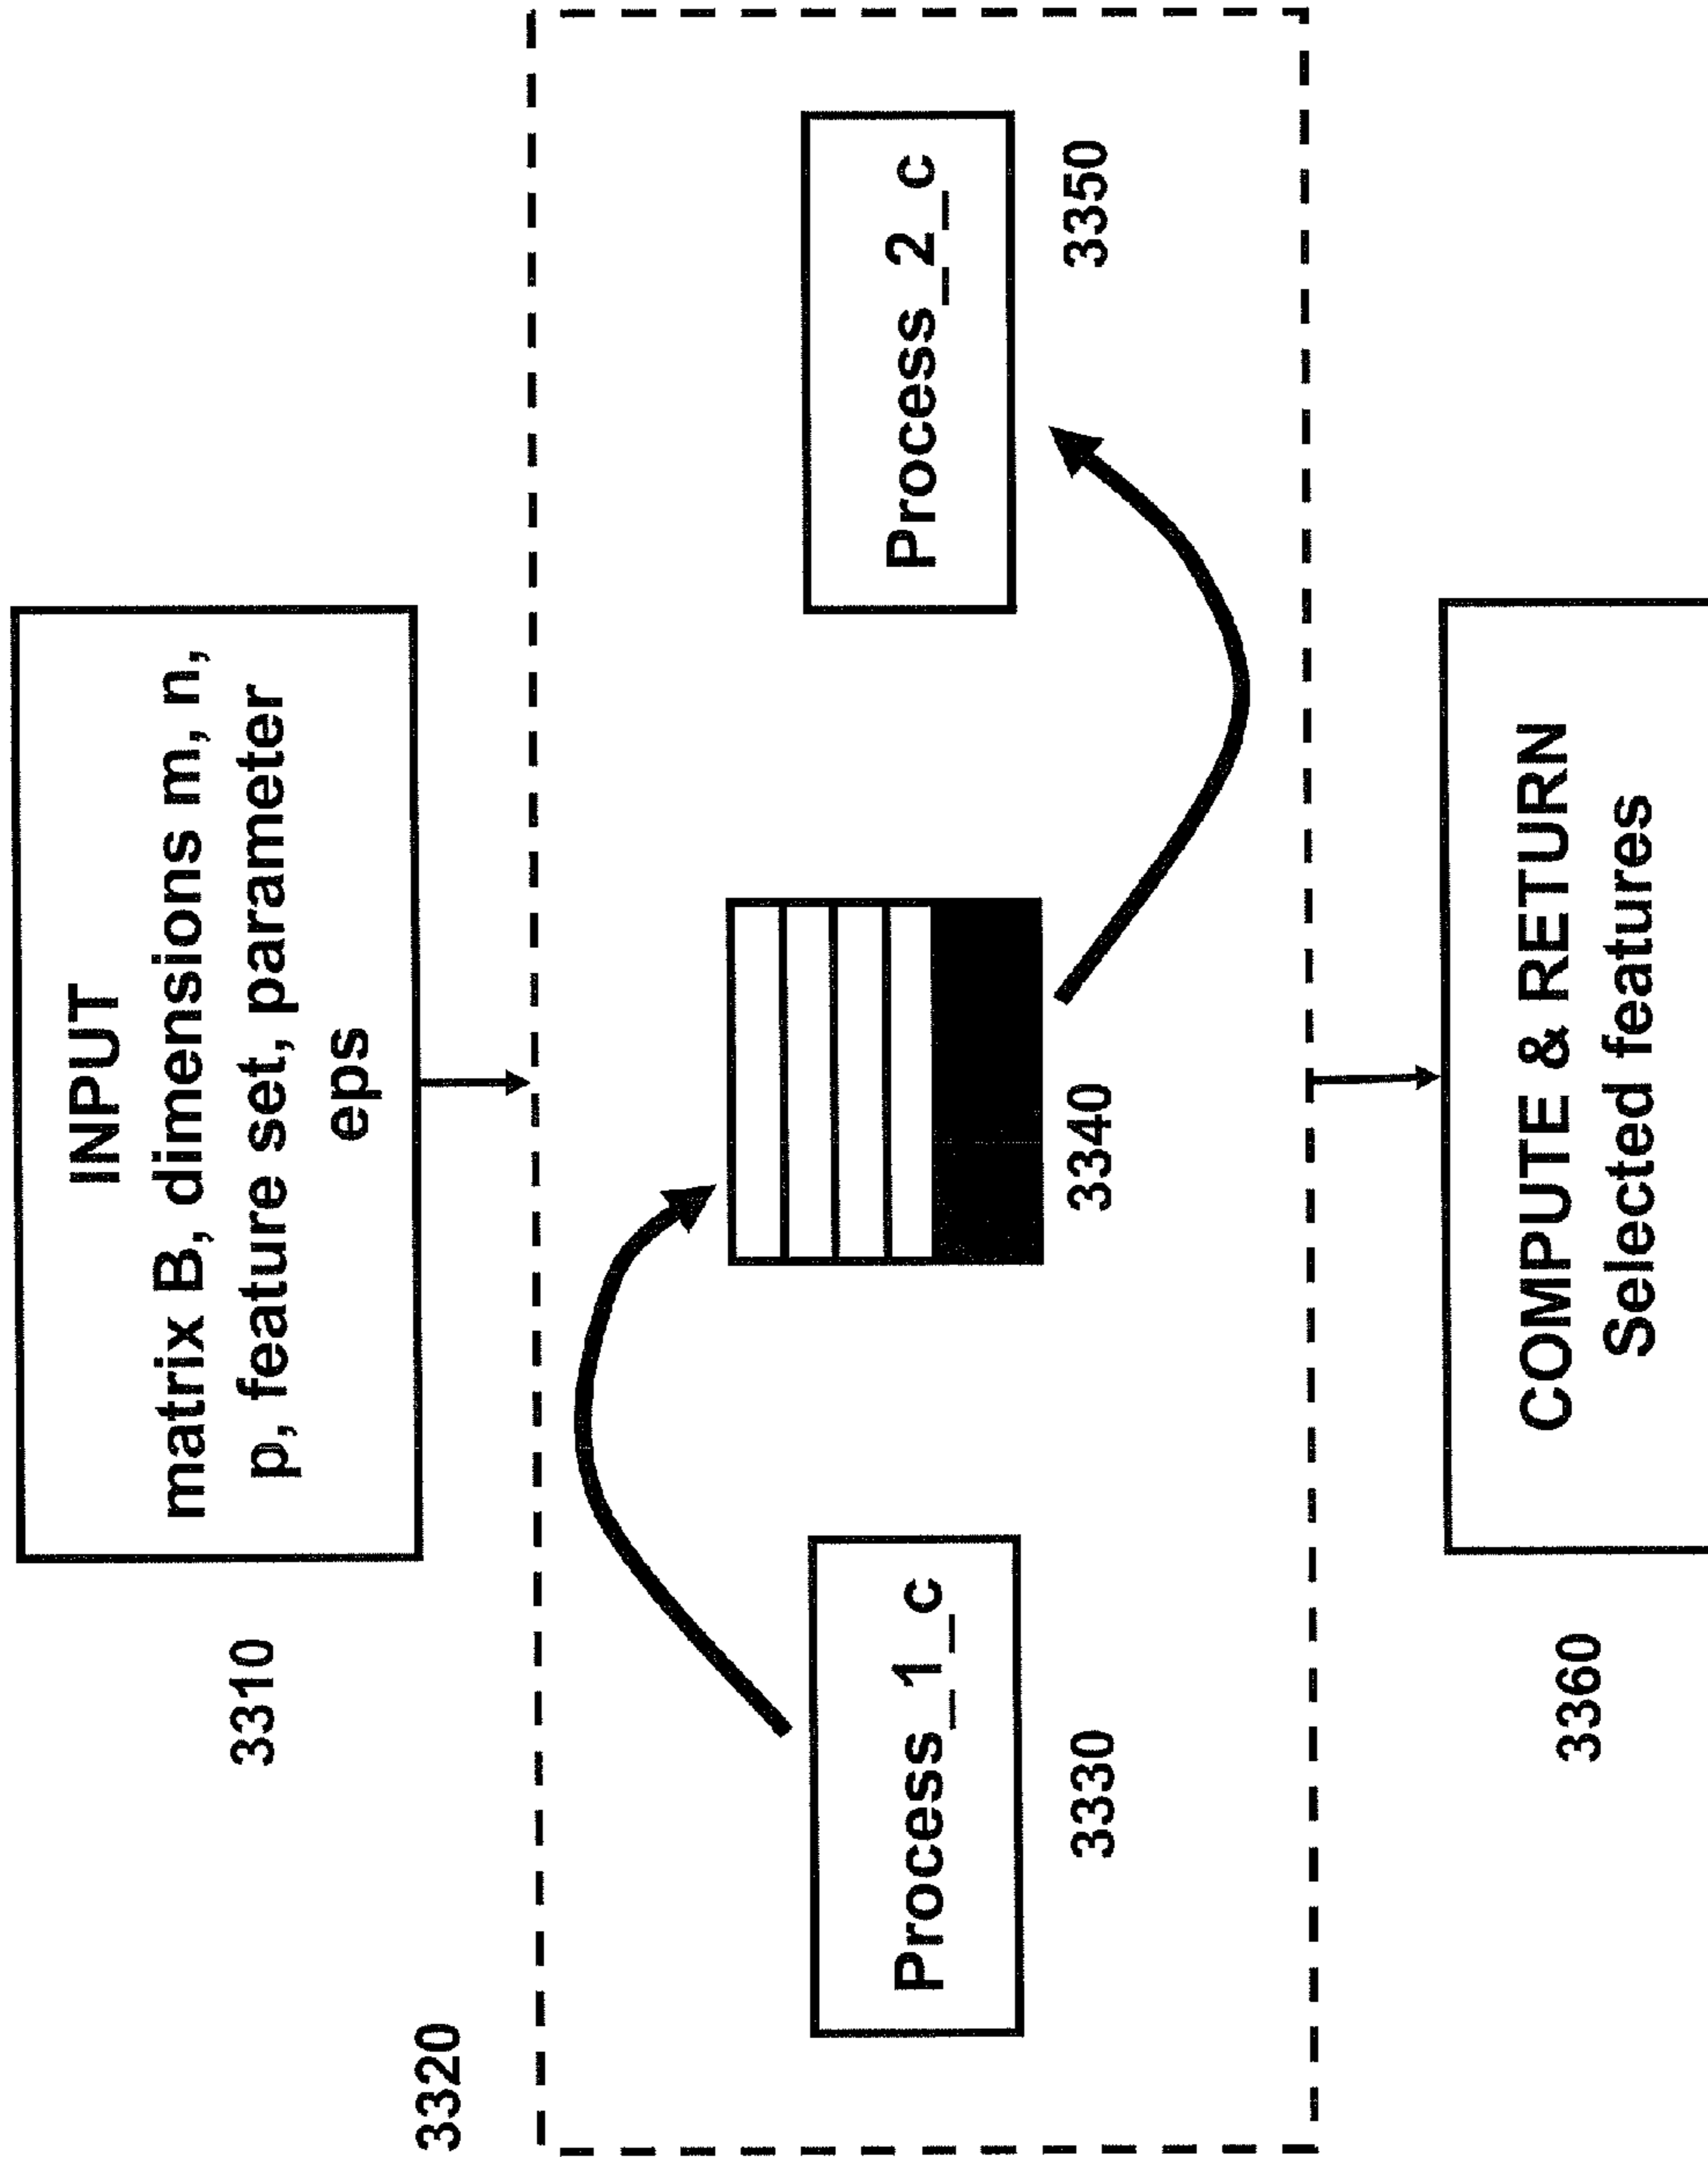 INPUT
matrix B, dimensions m, n,
p, feature set, parameter
eps
3310
3320
Process_1_c
3330
3340
Process_2_c
3350
COMPUTE & RETURN
Selected features
3360